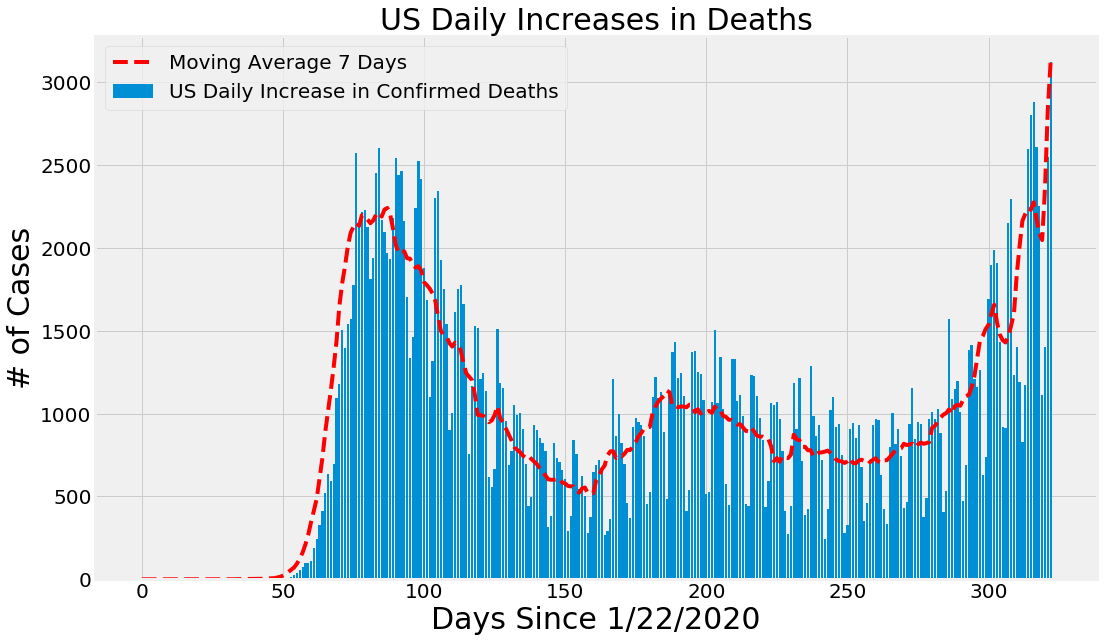 US Daily Increases in Deaths
Moving Average 7 Days
US Daily Increase in Confirmed Deaths
# of Cases
3000
2500
2000
1500
1000
500
0
0 50 100 150 200 250 300
Days Since 1/22/2020